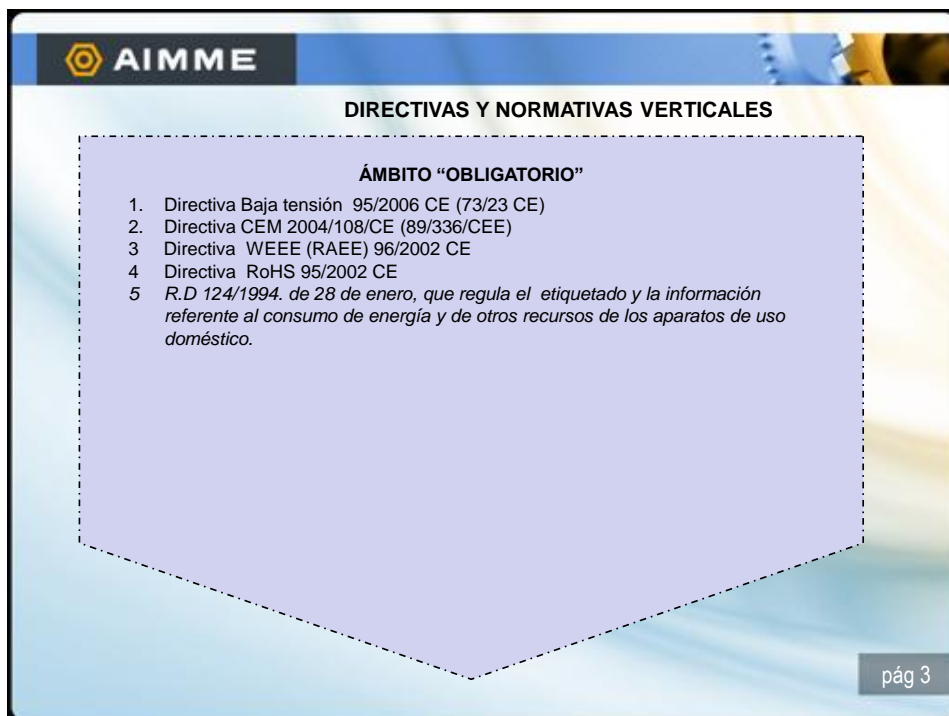 AIMME
DIRECTIVAS Y NORMATIVAS VERTICALES
ÁMBITO “OBLIGATORIO”
1. Directiva Baja tensión 95/2006 CE (73/23 CE)
2. Directiva CEM 2004/108/CE (89/336/CEE)
3 Directiva WEEE (RAEE) 96/2002 CE
4 Directiva RoHS 95/2002 CE
5 R.D 124/1994. de 28 de enero, que regula el etiquetado y la información
referente al consumo de energía y de otros recursos de los aparatos de uso
doméstico.
pág 3